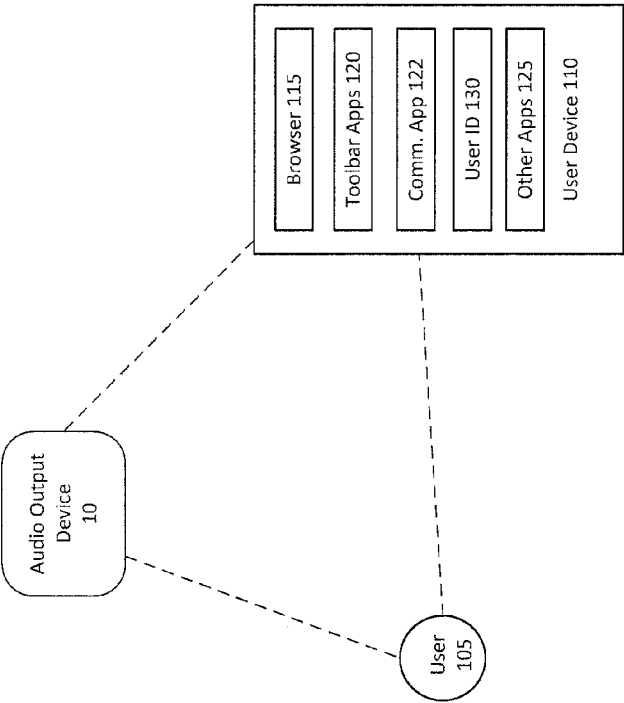 Audio Output
Device
10
User
105
Browser 115
Toolbar Apps 120
Comm. App 122
User ID 130
Other Apps 125
User Device 110